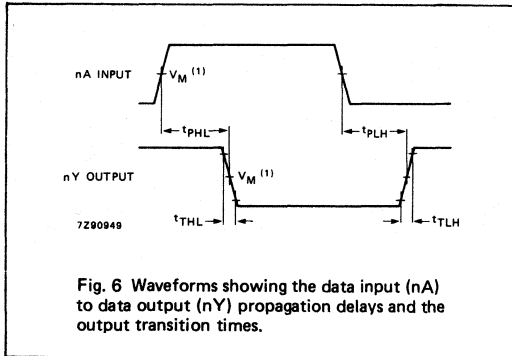 nA INPUT
VM (1)
tPHL
tPLH
nY OUTPUT
VM (1)
7Z90949
tTHL
tTLH
Fig. 6 Waveforms showing the data input (nA)
to data output (nY) propagation delays and the
output transition times.